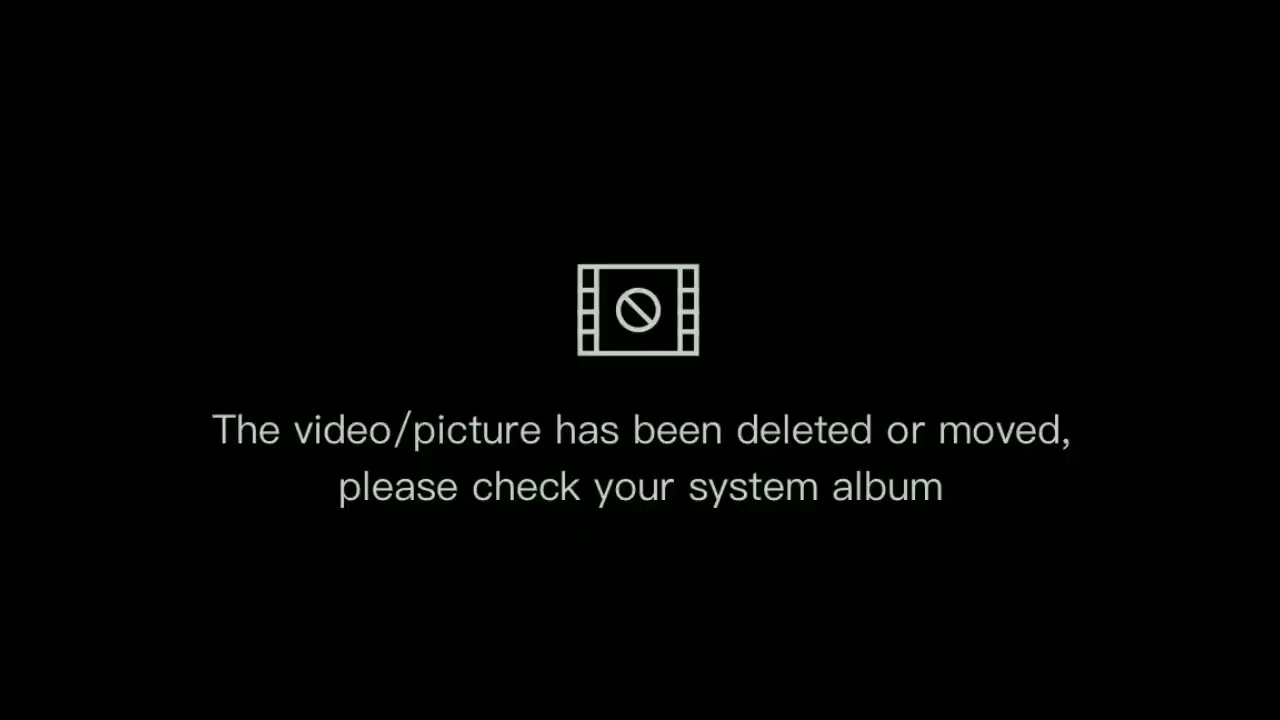 The video/picture has been deleted or moved,
please check your system album